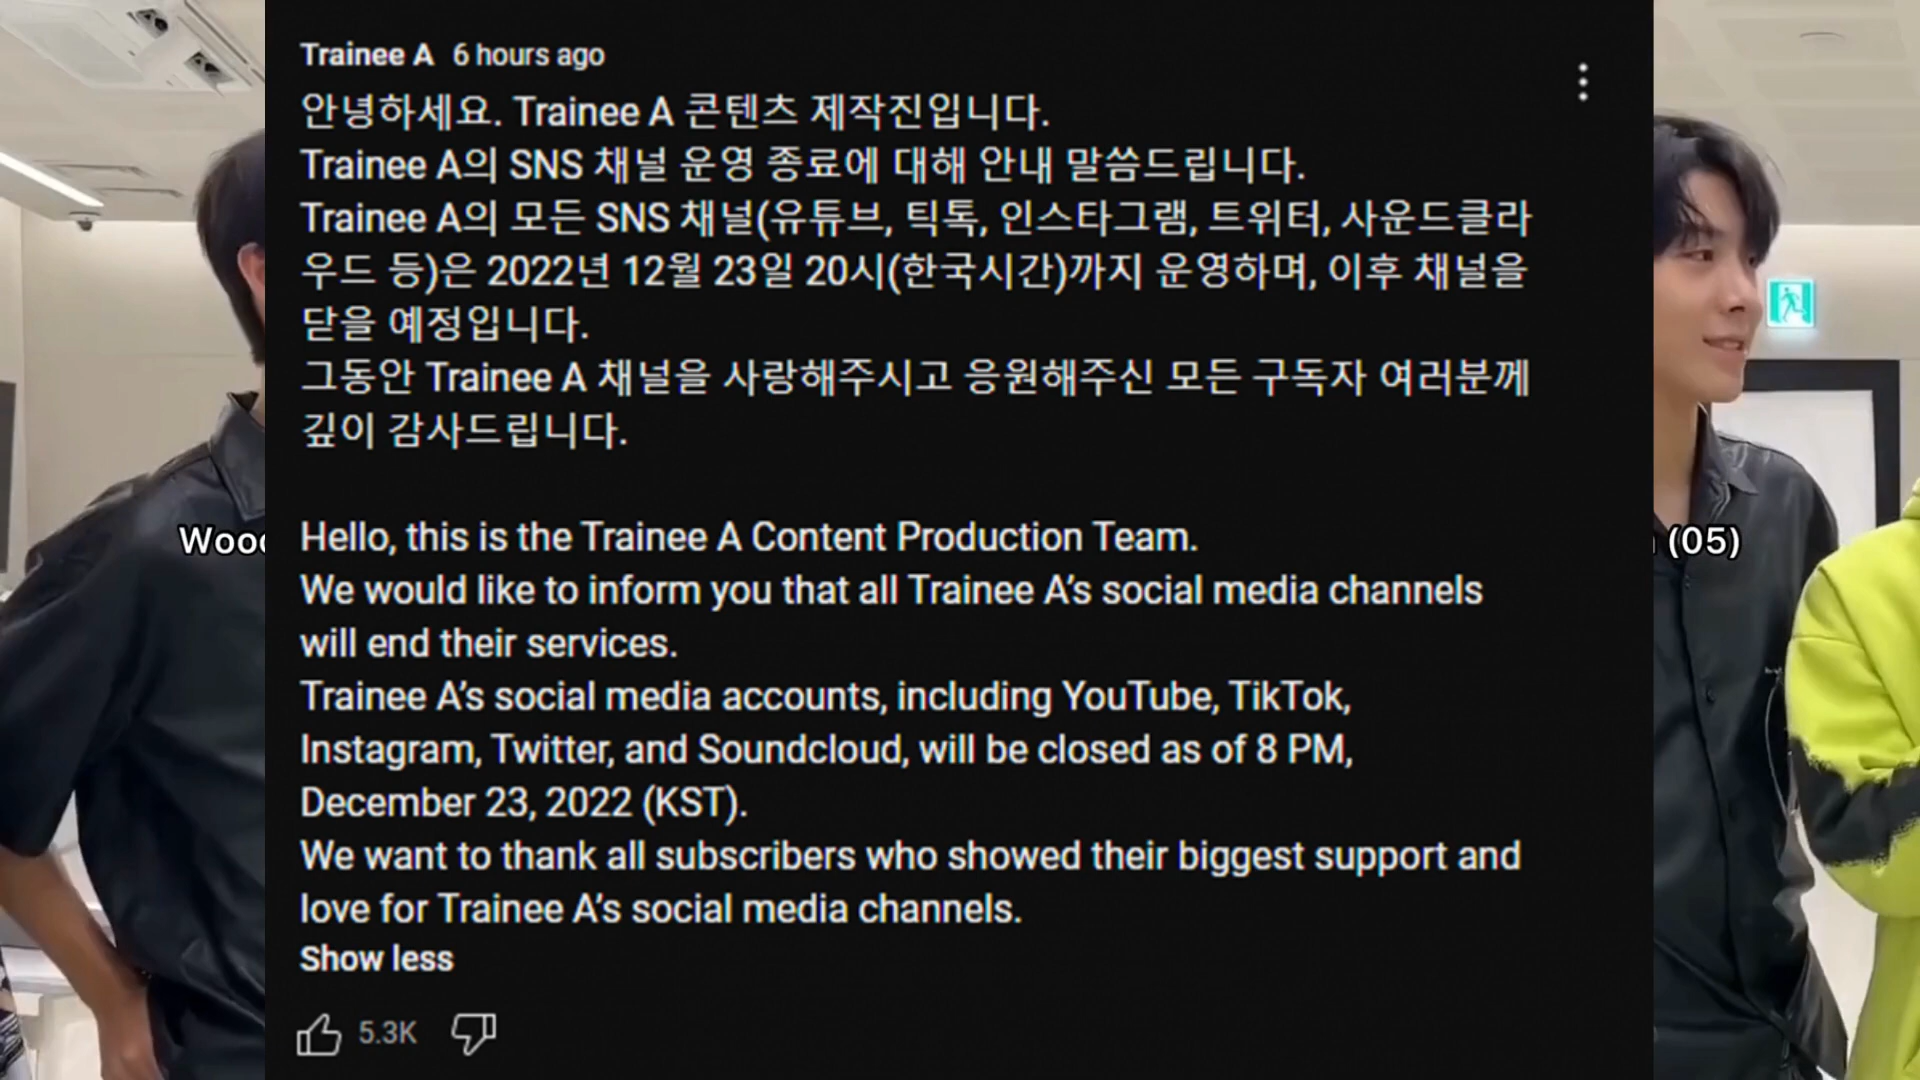 Trainee A 6 hours ago
안녕하세요. Trainee A 콘텐츠 제작진입니다.
Trainee A의 SNS 채널 운영 종료에 대해 안내 말씀드립니다.
Trainee A의 모든 SNS 채널(유튜브, 틱톡, 인스타그램, 트위터, 사운드클라
우드 등)은 2022년 12월 23일 20시(한국시간)까지 운영하며, 이후 채널을
닫을 예정입니다.
그동안 Trainee A 채널을 사랑해주시고 응원해주신 모든 구독자 여러분께
깊이 감사드립니다.
Hello, this is the Trainee A Content Production Team.
We would like to inform you that all Trainee A’s social media channels
will end their services.
Trainee A’s social media accounts, including YouTube, TikTok,
Instagram, Twitter, and Soundcloud, will be closed as of 8 PM,
December 23, 2022 (KST).
We want to thank all subscribers who showed their biggest support and
love for Trainee A’s social media channels.
Show less
5.3K
(05)